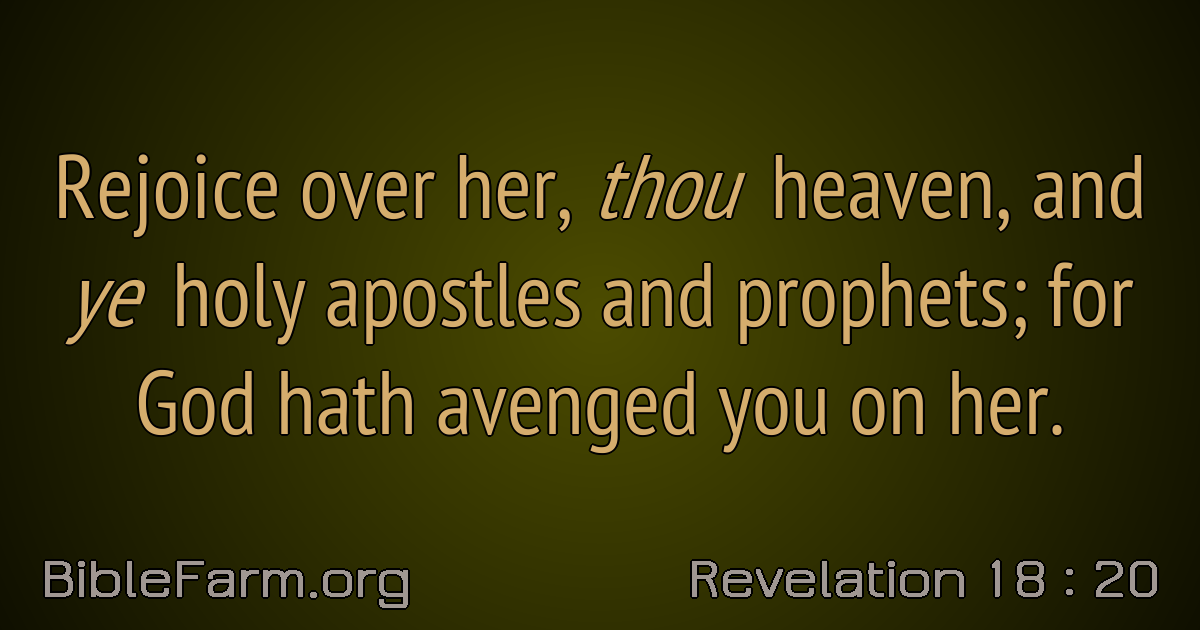 Rejoice over her, thou heaven, and
ye holy apostles and prophets; for
God hath avenged you on her.
BibleFarm.org
Revelation 18 : 20